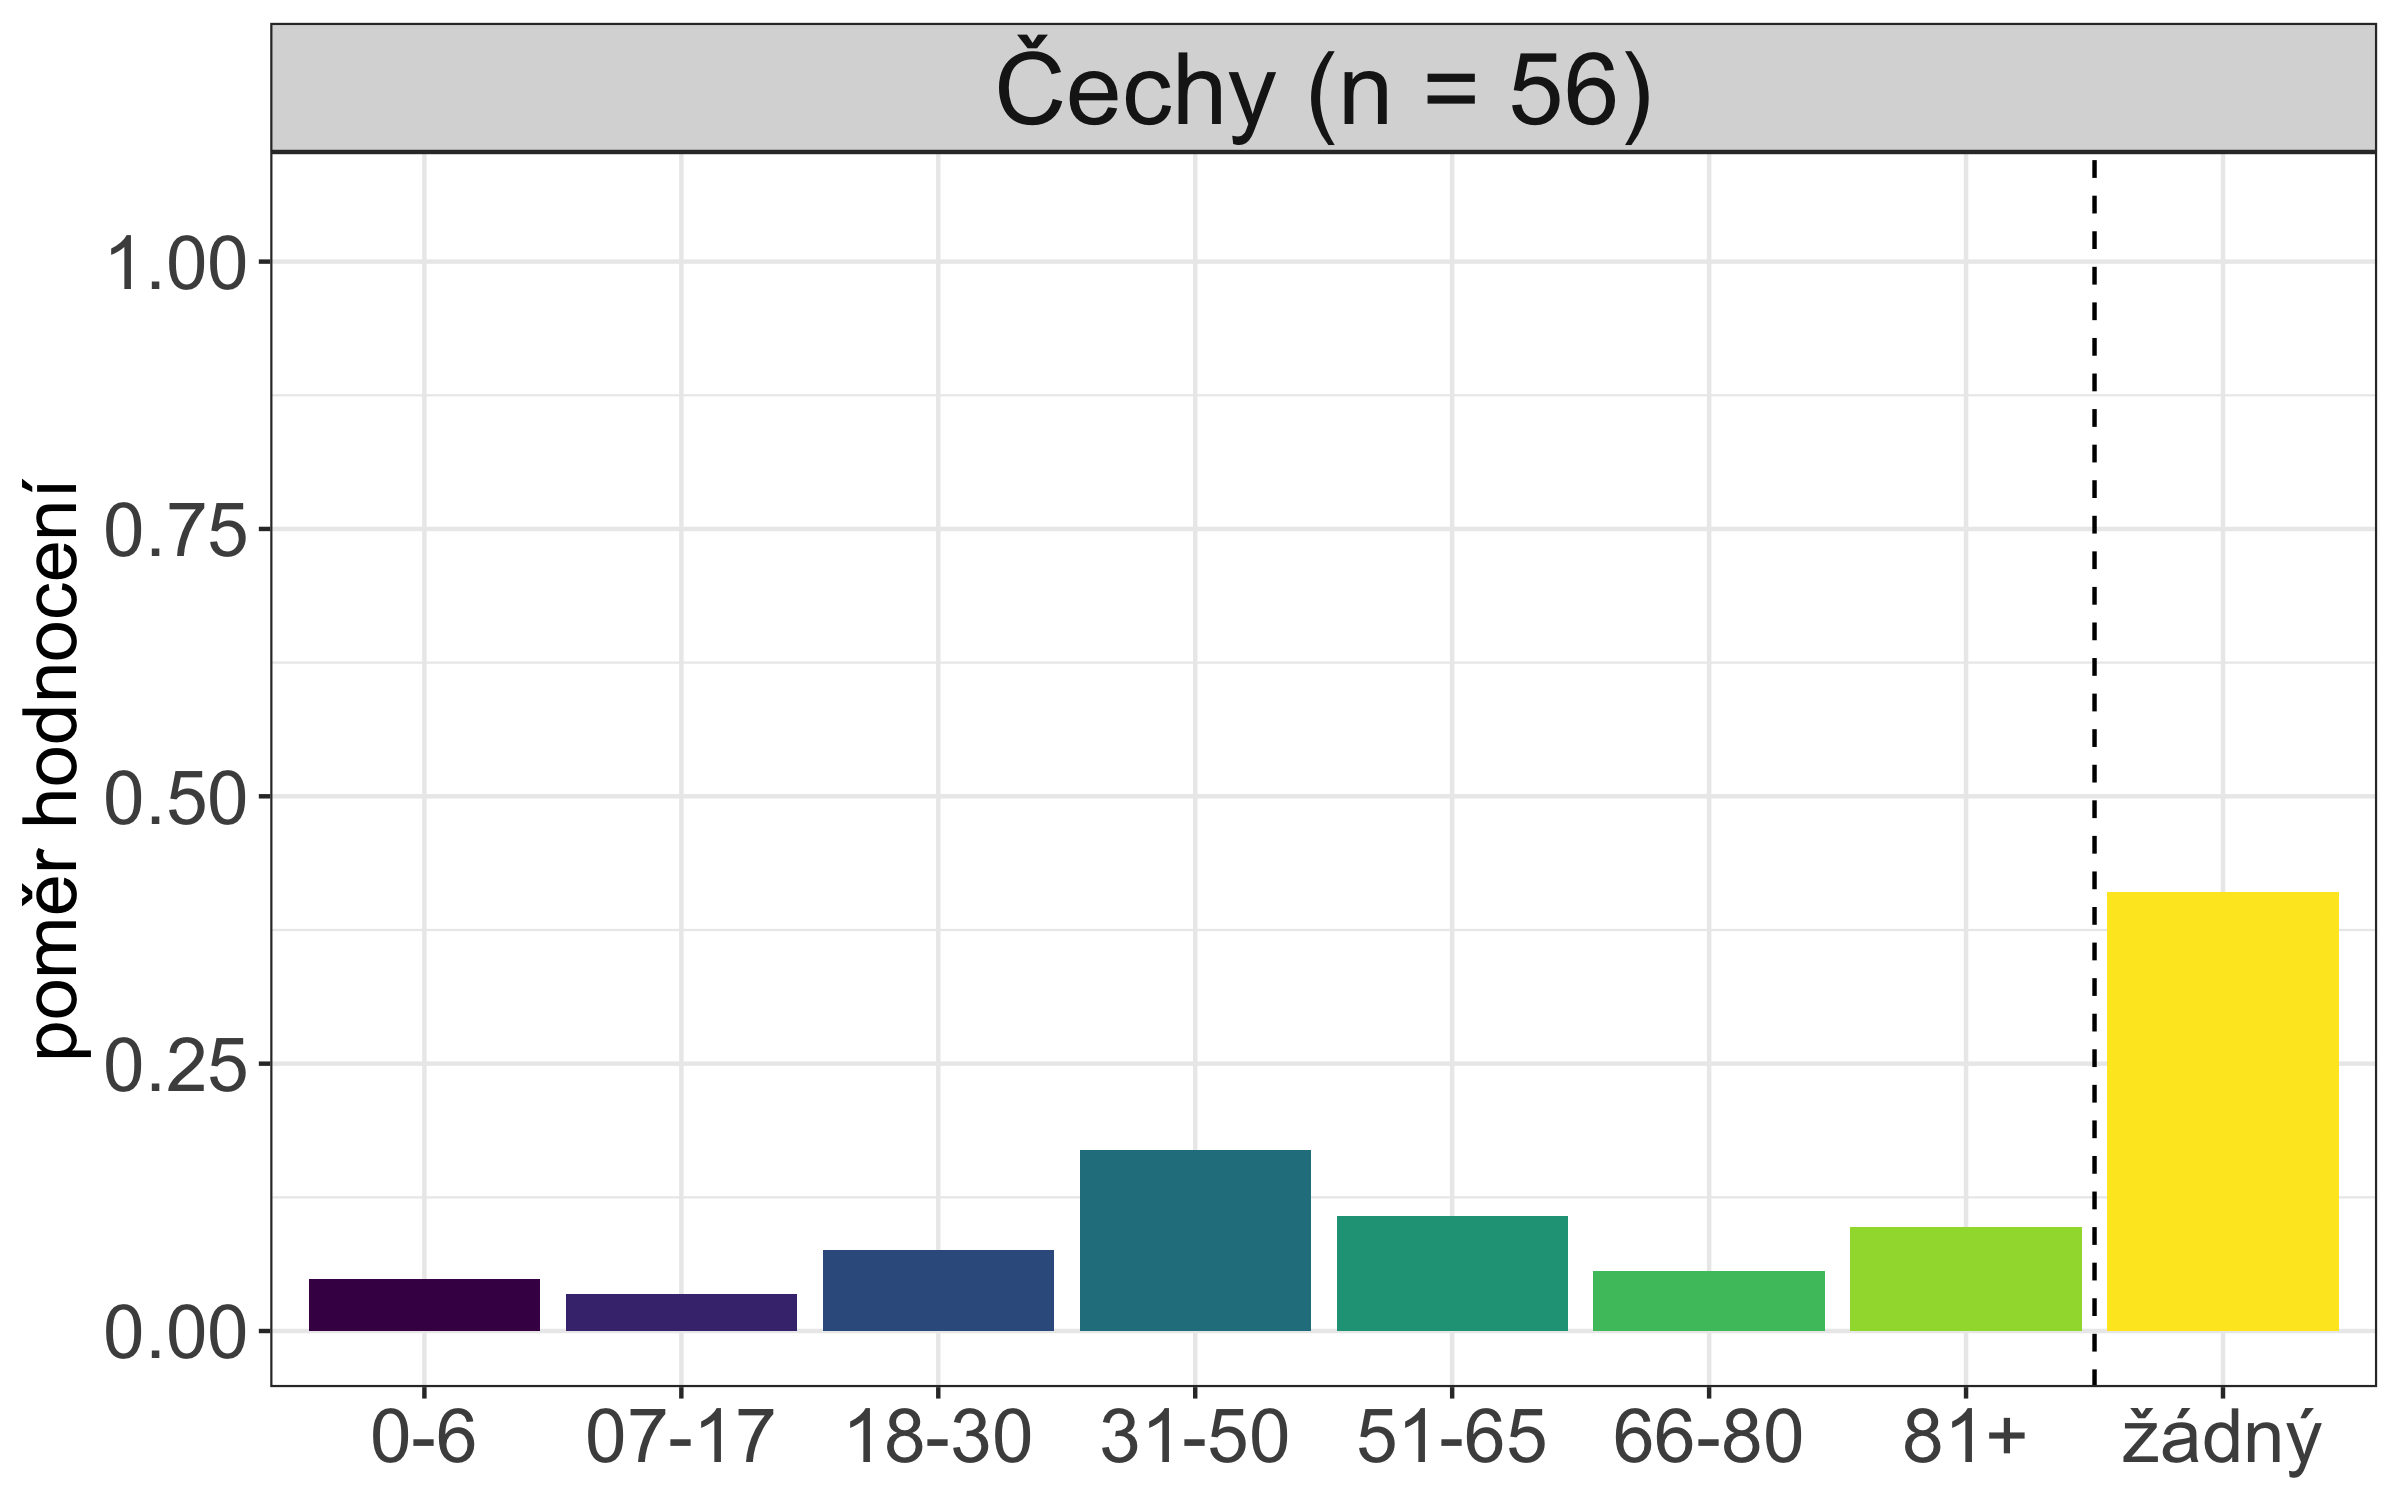 Čechy (n = 56)
poměr hodnocení
1.00
0.75
0.50
0.25
0.00
0-6 07-17 18-30 31-50 51-65 66-80 81+ žádný